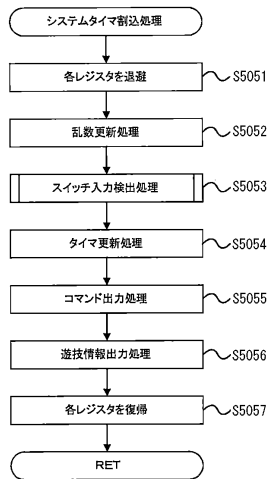 システムタイマ割込処理
各レジスタを退避 S5051
乱数更新処理 S5052
スイッチ入力検出処理 S5053
タイマ更新処理 S5054
コマンド出力処理 S5055
遊技情報出力処理 S5056
各レジスタを復帰 S5057
RET